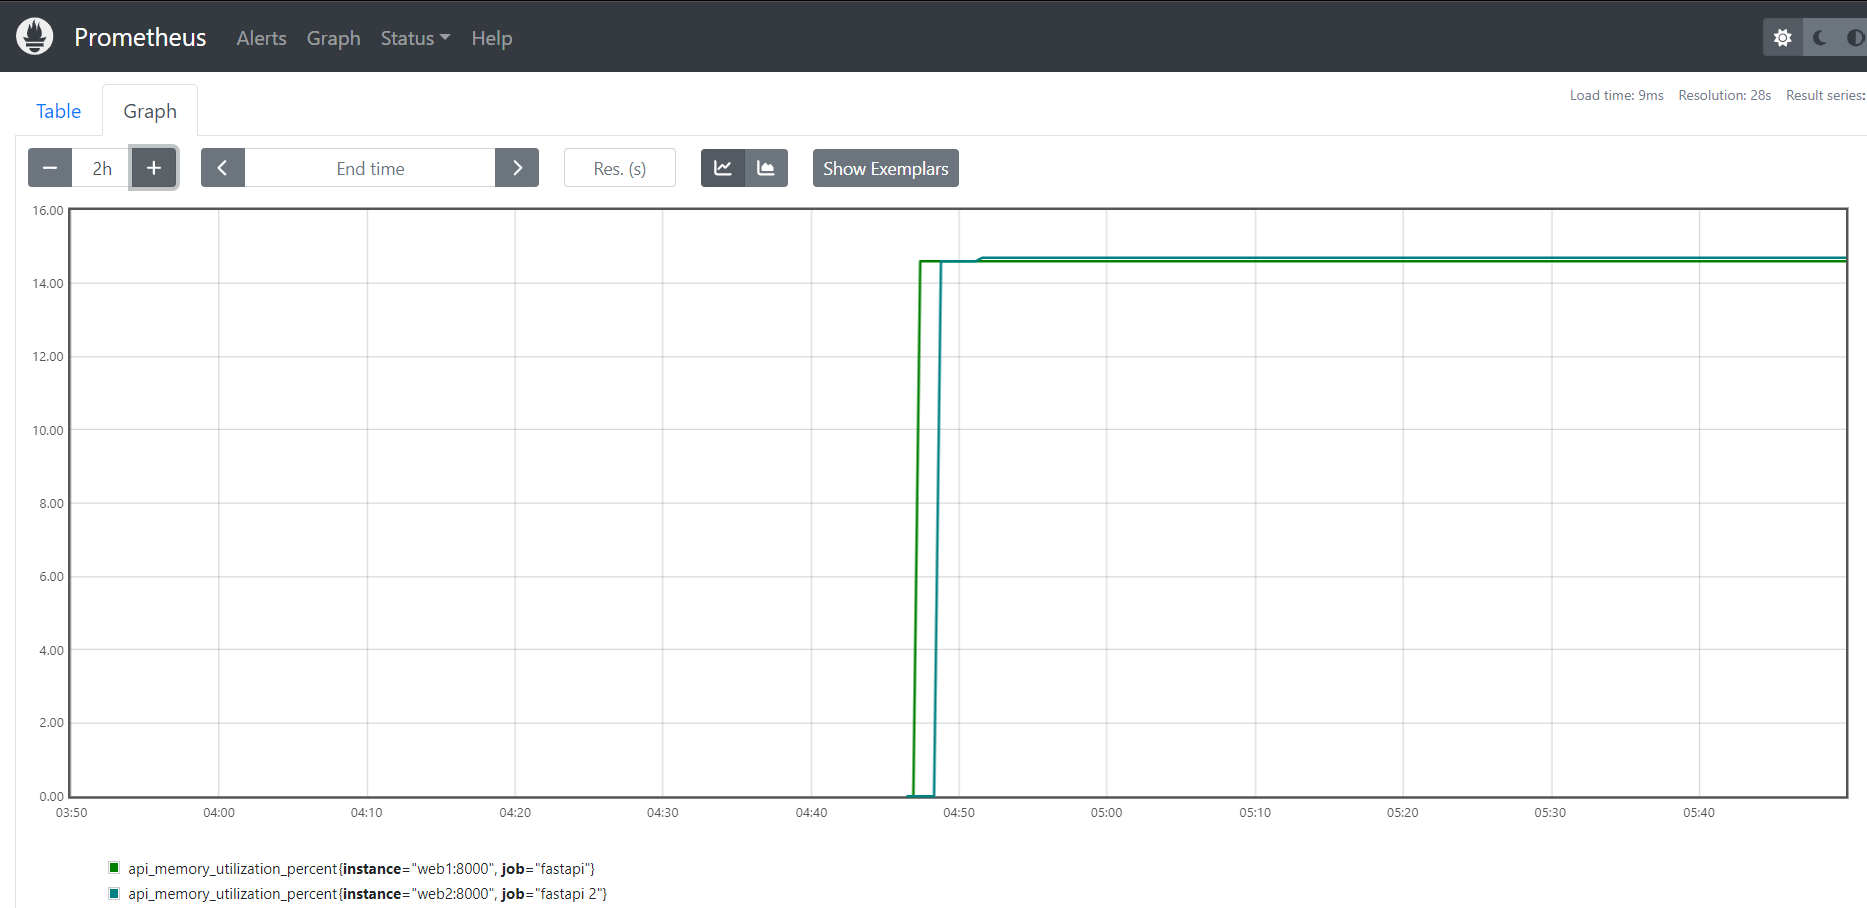 Prometheus Alerts Graph Status Help
Table Graph
Load time: 9ms Resolution: 28s Result series:
2h End time Res. (s) Show Exemplars
16.00
14.00
12.00
10.00
8.00
6.00
4.00
2.00
0.00
03:50 04:00 04:10 04:20 04:30 04:40 04:50 05:00 05:10 05:20 05:30 05:40
api_memory_utilization_percent{instance="web1:8000", job="fastapi"}
api_memory_utilization_percent{instance="web2:8000", job="fastapi 2"}